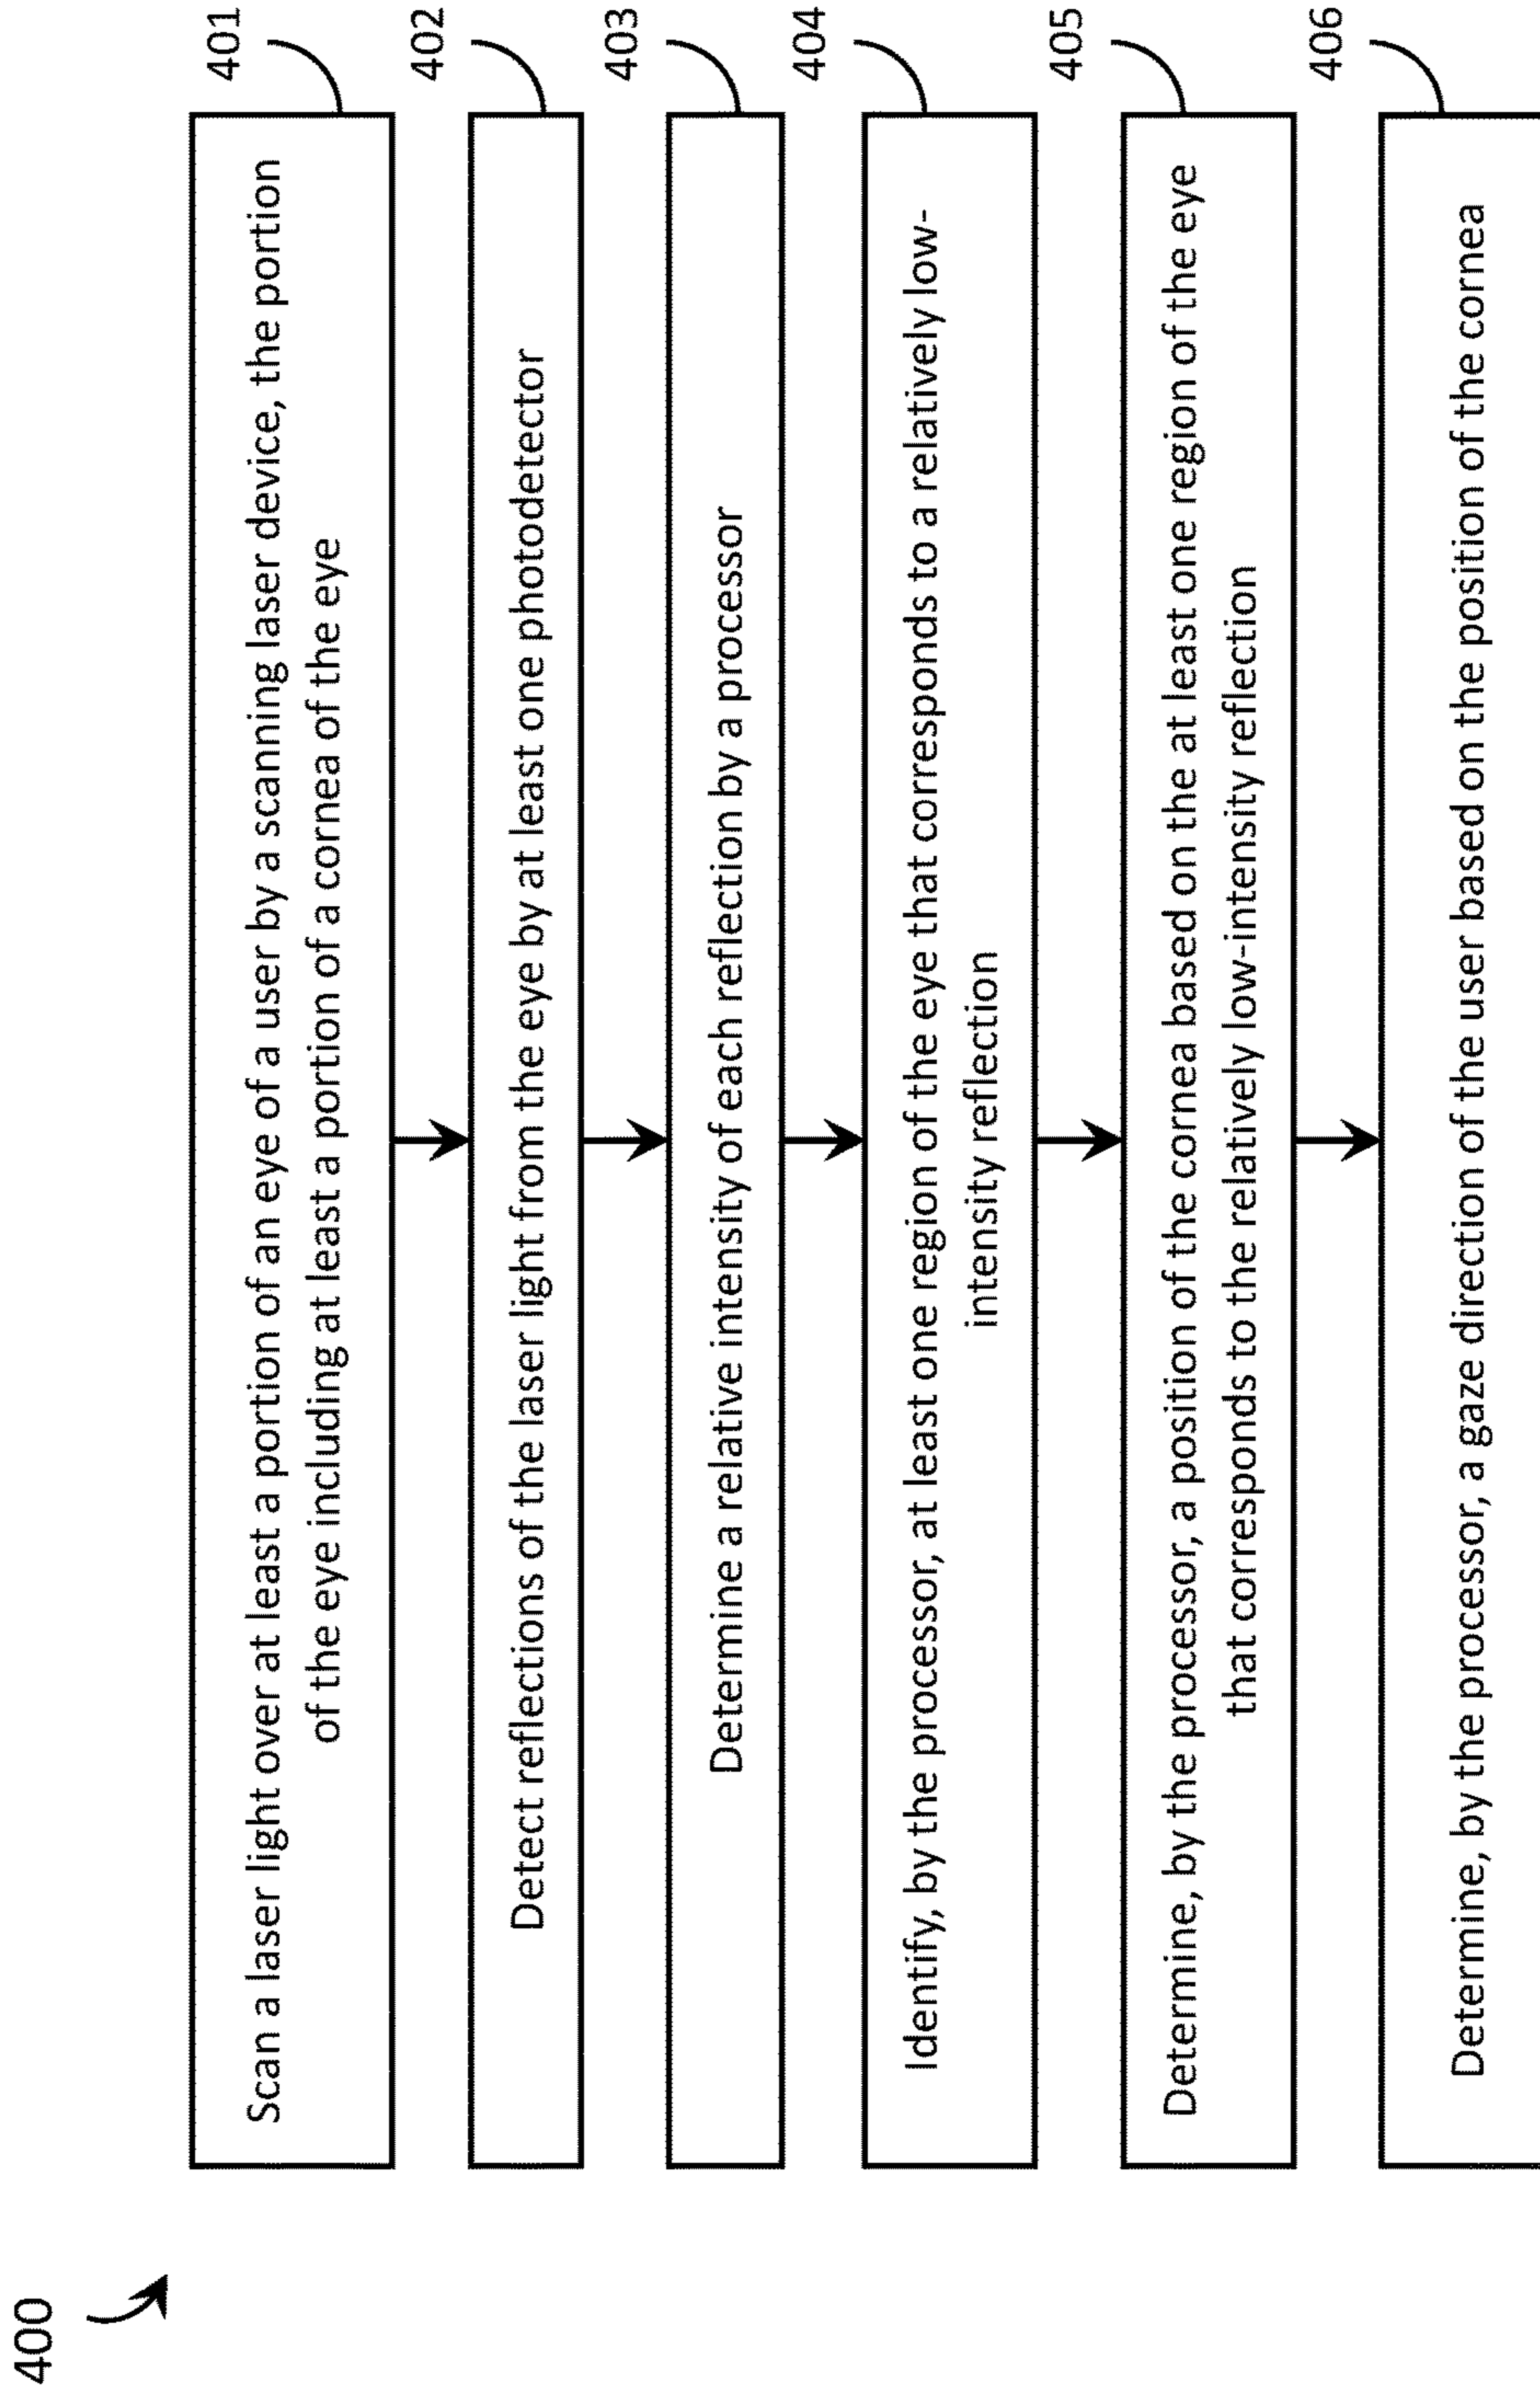 400
401
Scan a laser light over at least a portion of an eye of a user by a scanning laser device, the portion
of the eye including at least a portion of a cornea of the eye
402
Detect reflections of the laser light from the eye by at least one photodetector
403
Determine a relative intensity of each reflection by a processor
404
Identify, by the processor, at least one region of the eye that corresponds to a relatively low-
intensity reflection
405
Determine, by the processor, a position of the cornea based on the at least one region of the eye
that corresponds to the relatively low-intensity reflection
406
Determine, by the processor, a gaze direction of the user based on the position of the cornea